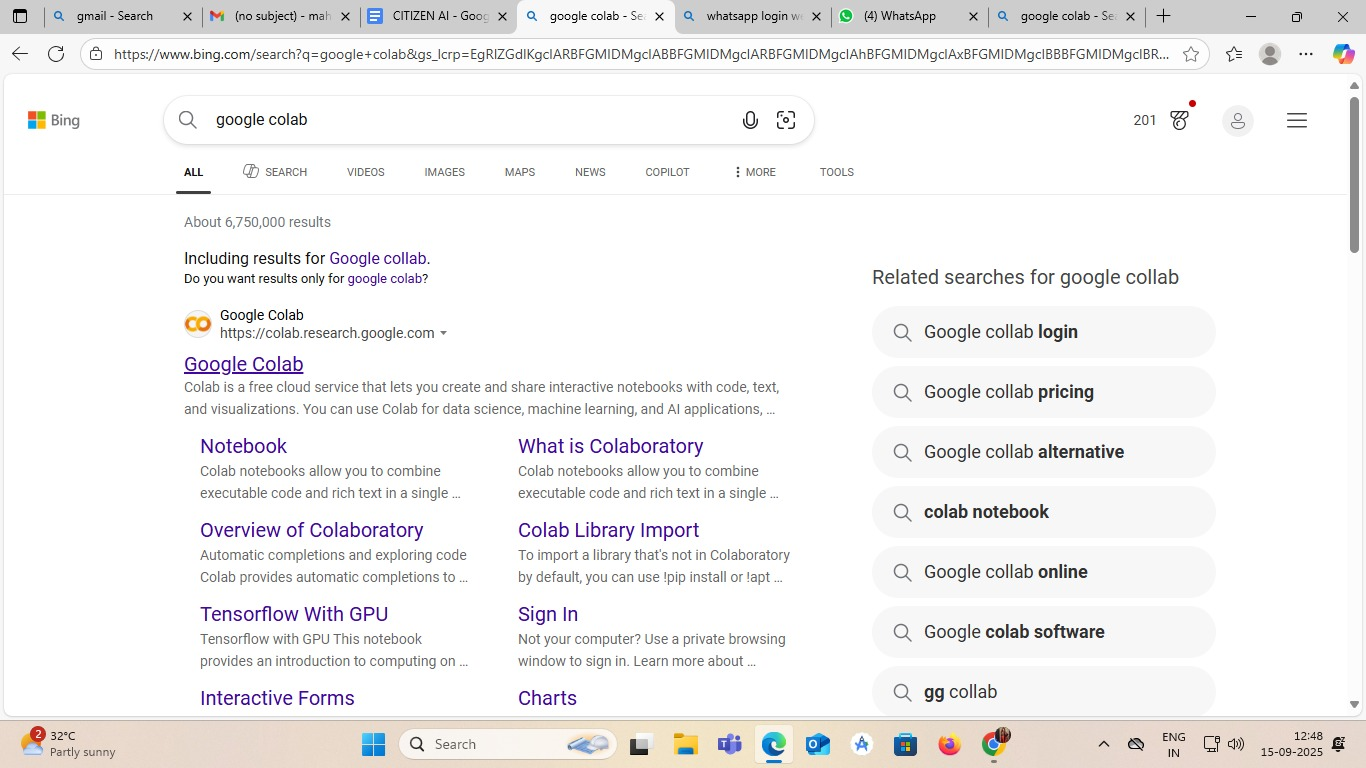 gmail - Search
(no subject) - mah
CITIZEN AI - Goog
google colab - Sea
whatsapp login we
(4) WhatsApp
google colab - Sea
https://www.bing.com/search?q=google+colab&gs_lcrp=EgRlZGdlKgcIARBFGMIDMgcIABBFGMIDMgcIARBFGMIDMgcIAhBFGMIDMgcIAxBFGMIDMgcIBBBFGMIDMgcIBR...
Bing
google colab
201
ALL
SEARCH
VIDEOS
IMAGES
MAPS
NEWS
COPILOT
MORE
TOOLS
About 6,750,000 results
Including results for Google collab.
Do you want results only for google colab?
Google Colab
https://colab.research.google.com
Google Colab
Colab is a free cloud service that lets you create and share interactive notebooks with code, text,
and visualizations. You can use Colab for data science, machine learning, and AI applications, ...
Notebook
Colab notebooks allow you to combine
executable code and rich text in a single ...
What is Colaboratory
Colab notebooks allow you to combine
executable code and rich text in a single ...
Overview of Colaboratory
Automatic completions and exploring code
Colab provides automatic completions to ...
Colab Library Import
To import a library that's not in Colaboratory
by default, you can use !pip install or !apt ...
Tensorflow With GPU
Tensorflow with GPU This notebook
provides an introduction to computing on ...
Sign In
Not your computer? Use a private browsing
window to sign in. Learn more about ...
Interactive Forms
Charts
Related searches for google collab
Google collab login
Google collab pricing
Google collab alternative
colab notebook
Google collab online
Google colab software
gg collab
2
32°C
Partly sunny
Search
ENG
IN
12:48
15-09-2025